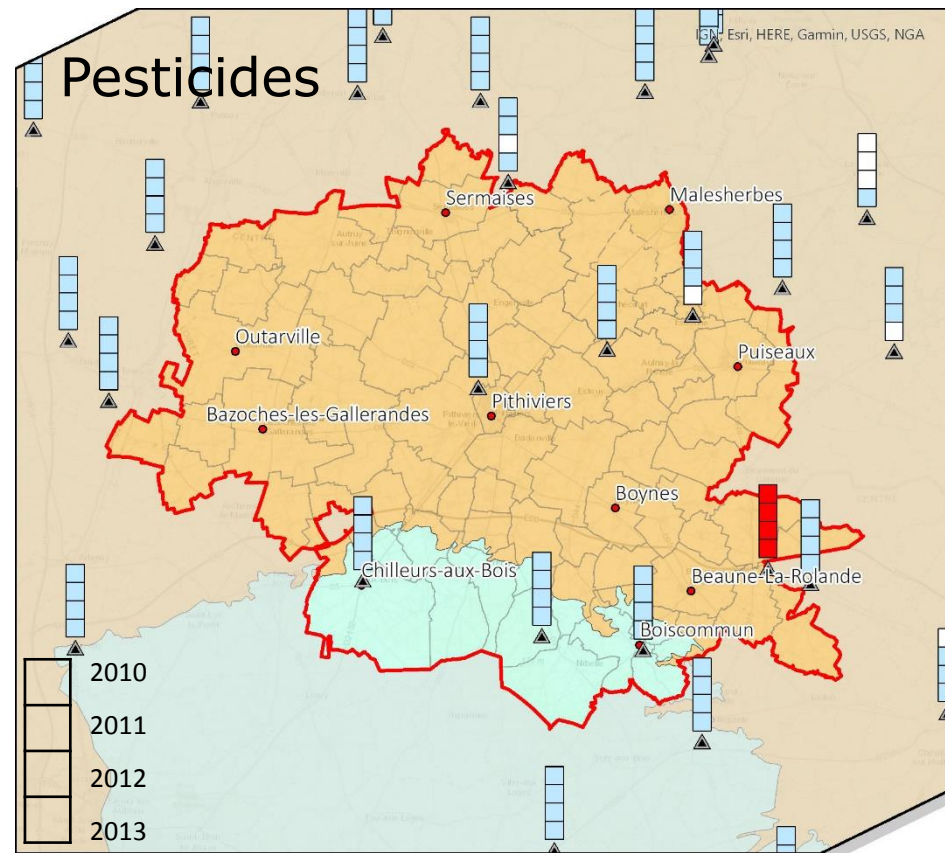 IGN, Esri, HERE, Garmin, USGS, NGA
Pesticides
Sermaises
Malesherbes
Outarville
Puiseaux
Pithiviers
Bazoches-les-Gallerandes
Boynes
Chilleurs-aux-Bois
Beaune-La-Rolande
Boiscommun
2010
2011
2012
2013